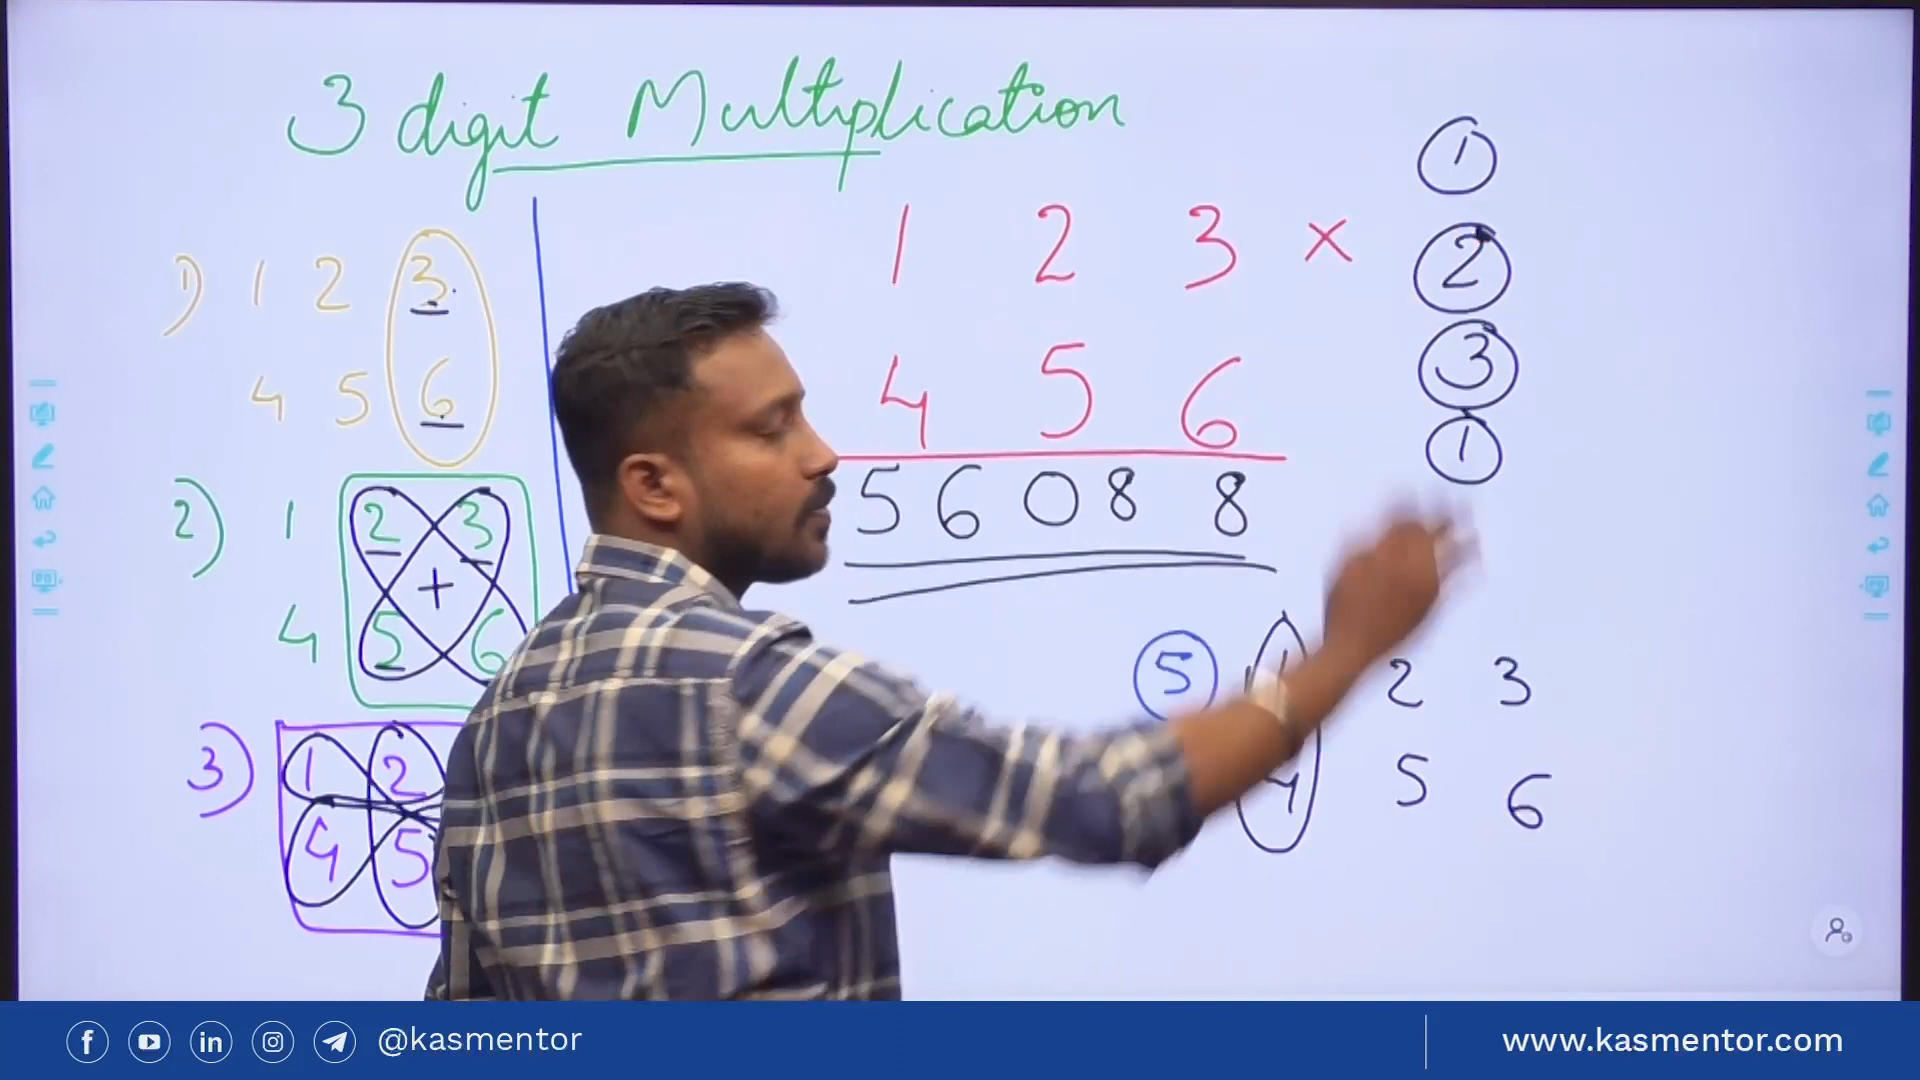 3 digit Multiplication
1) 1 2 3
4 5 6
2) 1 2 3
+
4 5 6
3) 1 2
4 5
1 2 3 ×
4 5 6
5 6 0 8 8
1
2
3
1
5
2 3
4 5 6
@kasmentor
www.kasmentor.com